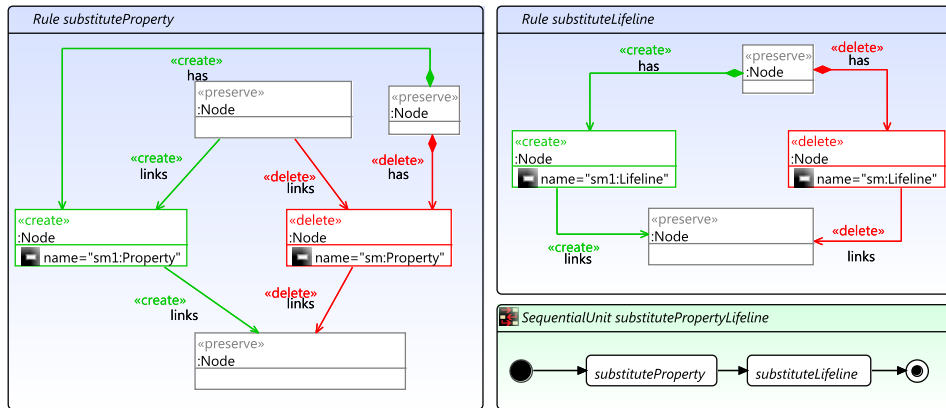 Rule substituteProperty
«create»
has
«preserve»
:Node
«preserve»
:Node
«create»
links
«delete»
links
«delete»
has
«create»
:Node
name="sm1:Property"
«delete»
:Node
name="sm:Property"
«create»
links
«delete»
links
«preserve»
:Node
Rule substituteLifeline
«create»
has
«preserve»
:Node
«delete»
has
«create»
:Node
name="sm1:Lifeline"
«delete»
:Node
name="sm:Lifeline"
«preserve»
:Node
«create»
links
«delete»
links
SequentialUnit substitutePropertyLifeline
substituteProperty
substituteLifeline